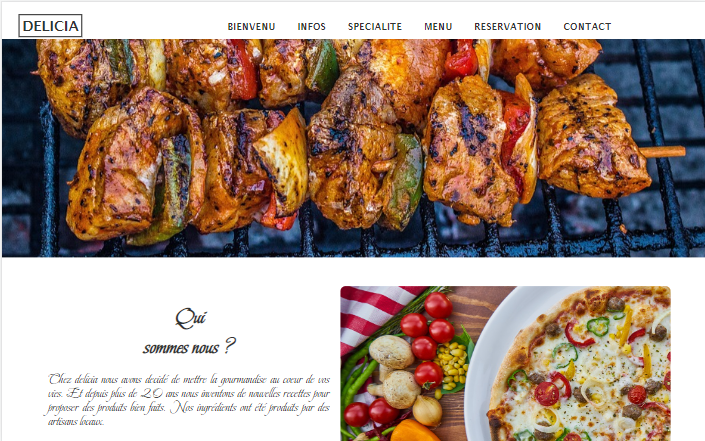 DELICIA
BIENVENU INFOS SPECIALITE MENU RESERVATION CONTACT
Qui
sommes nous ?
Chez delicia nous avons decidé de mettre la gourmandise au coeur de vos
vies. Et depuis plus de 20 ans nous inventons de nouvelles recettes pour
proposer des produits bien faits. Nos ingrédients ont été produits par des
artisans locaux.